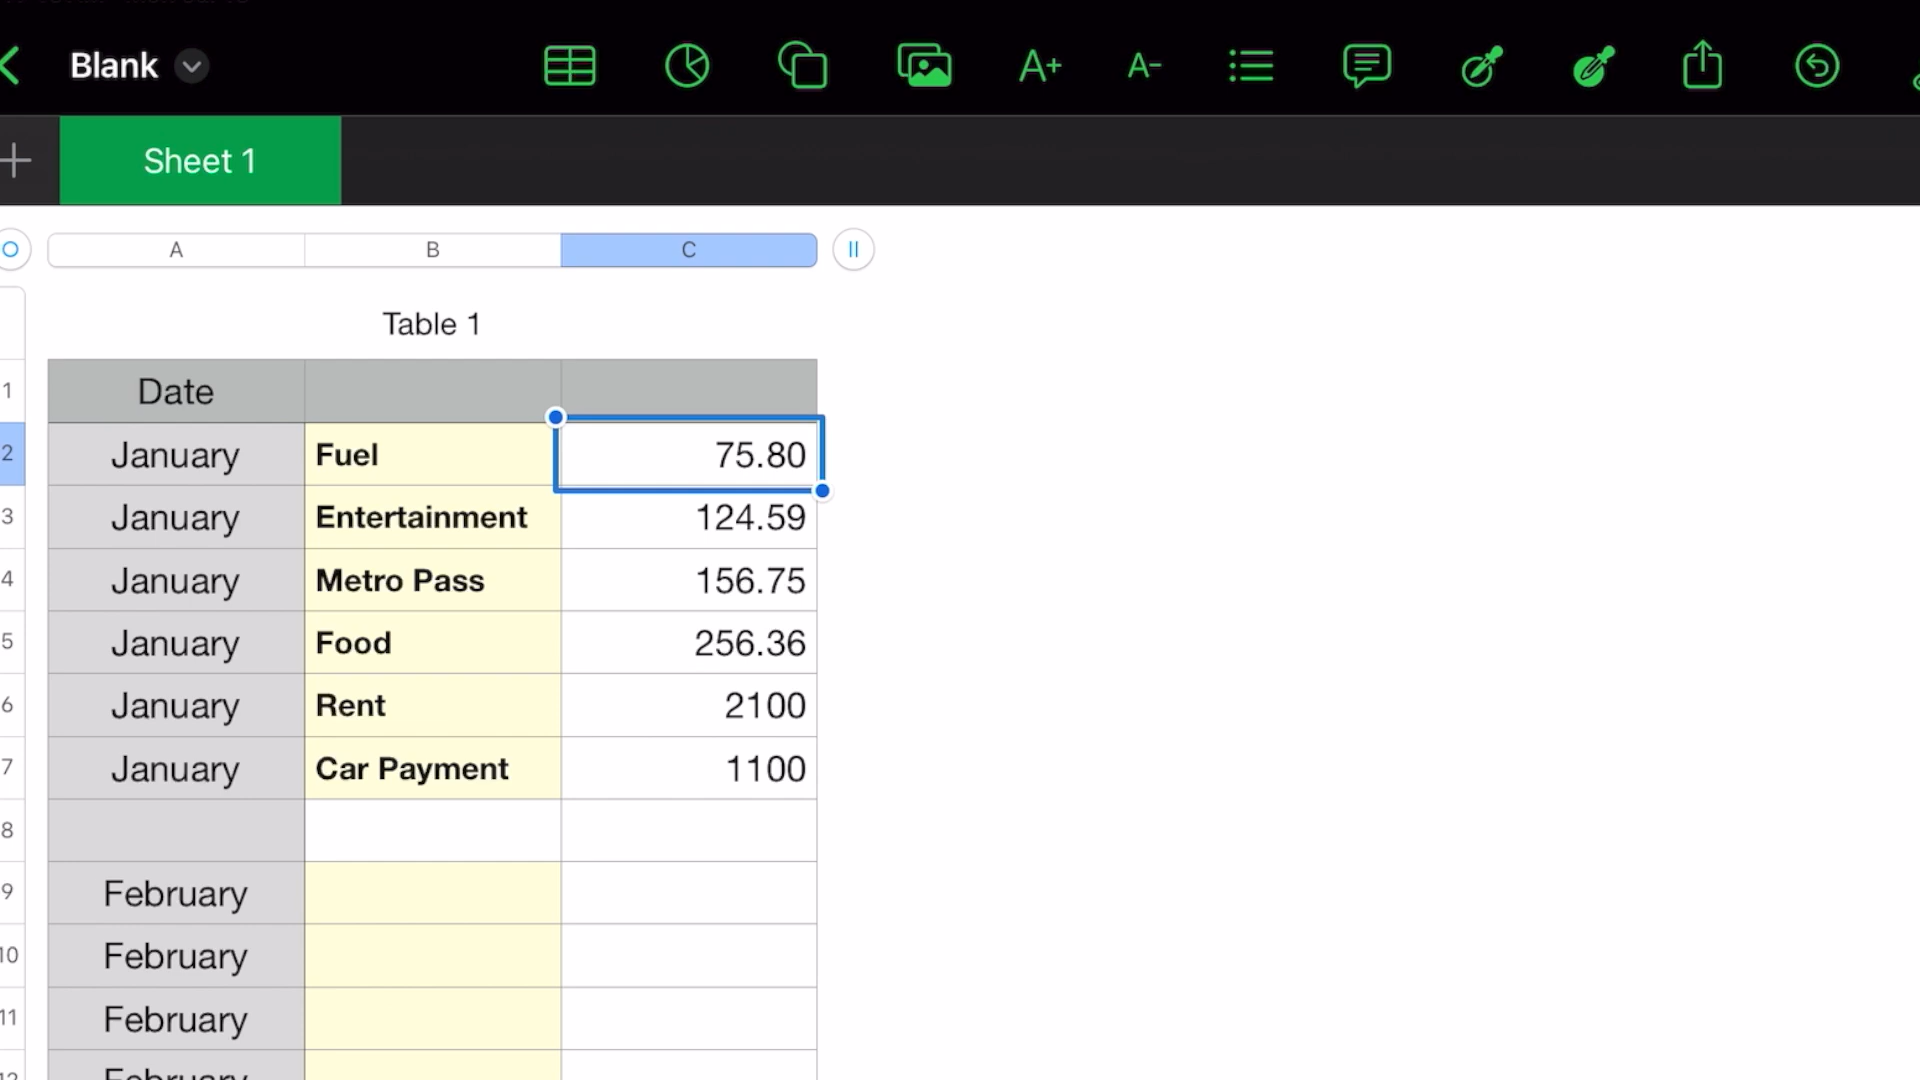 Blank
A+
A-
Sheet 1
A B C
Table 1
1 Date
2 January Fuel 75.80
3 January Entertainment 124.59
4 January Metro Pass 156.75
5 January Food 256.36
6 January Rent 2100
7 January Car Payment 1100
8
9 February
10 February
11 February
12 February